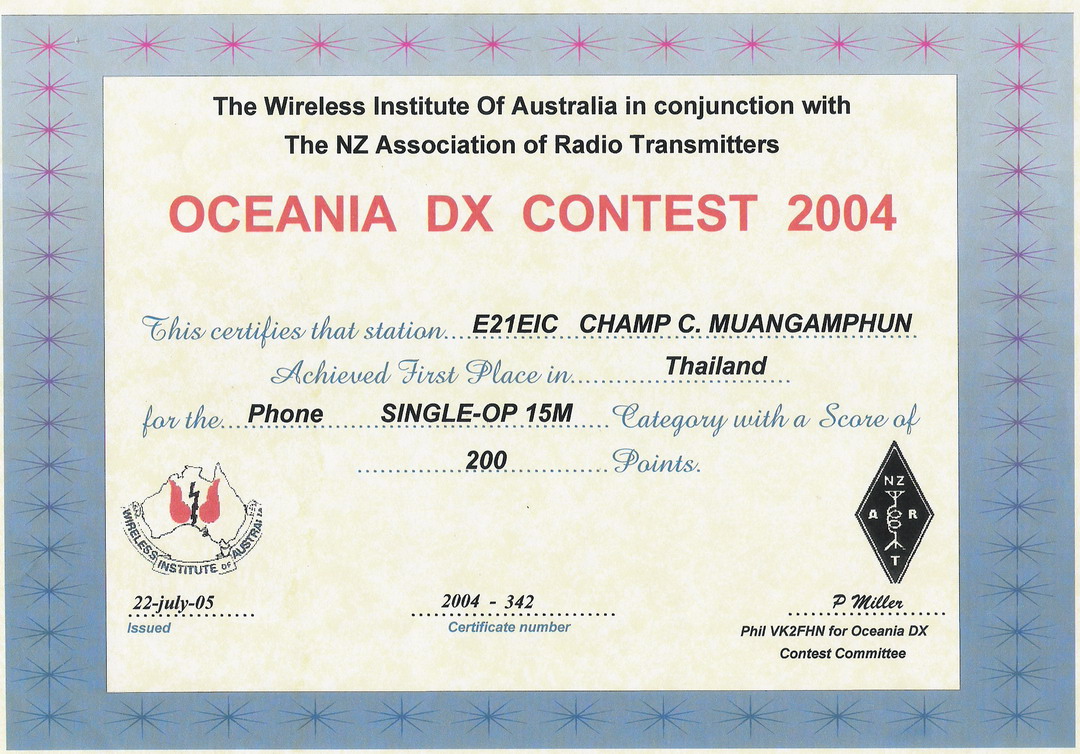 The Wireless Institute Of Australia in conjunction with
The NZ Association of Radio Transmitters
OCEANIA DX CONTEST 2004
This certifies that station... E21EIC CHAMP C. MUANGAMPHUN
Achieved First Place in........ Thailand
for the... Phone SINGLE-OP 15M ....Category with a Score of
200 Points.
WIRELESS INSTITUTE OF AUSTRALIA
NZ
A R
T
22-july-05
Issued
2004 - 342
Certificate number
P Miller
Phil VK2FHN for Oceania DX
Contest Committee